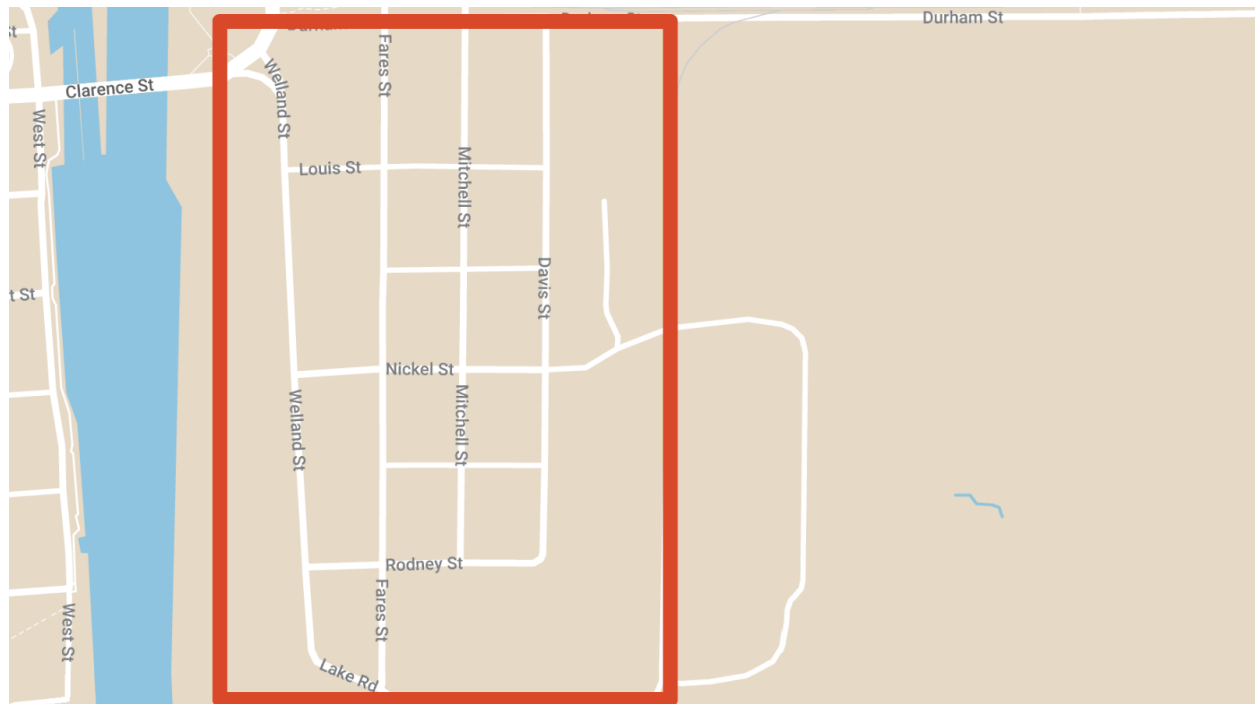 Durham St
Clarence St
Fares St
Welland St
West St
Louis St
Mitchell St
Davis St
t St
Nickel St
Mitchell St
Welland St
Rodney St
Fares St
West St
Lake Rd